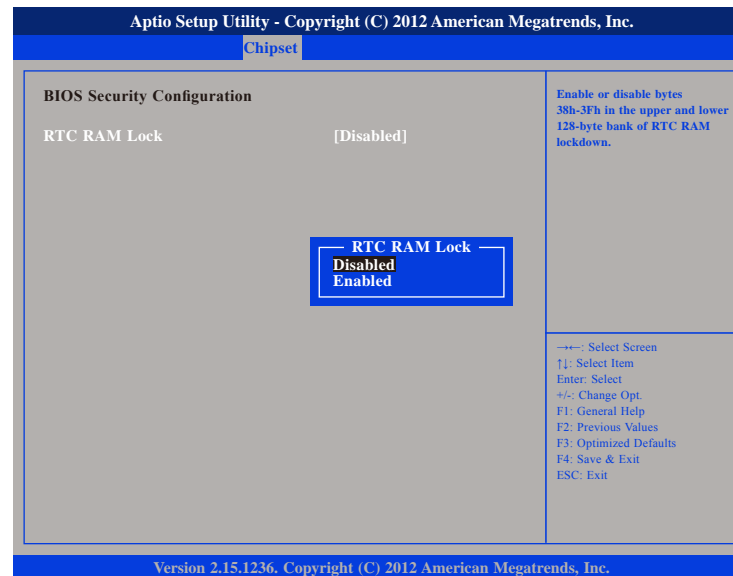 Aptio Setup Utility - Copyright (C) 2012 American Megatrends, Inc.
Chipset
BIOS Security Configuration
RTC RAM Lock [Disabled]
RTC RAM Lock
Disabled
Enabled
Enable or disable bytes
38h-3Fh in the upper and lower
128-byte bank of RTC RAM
lockdown.
→←: Select Screen
↑↓: Select Item
Enter: Select
+/-: Change Opt.
F1: General Help
F2: Previous Values
F3: Optimized Defaults
F4: Save & Exit
ESC: Exit
Version 2.15.1236. Copyright (C) 2012 American Megatrends, Inc.